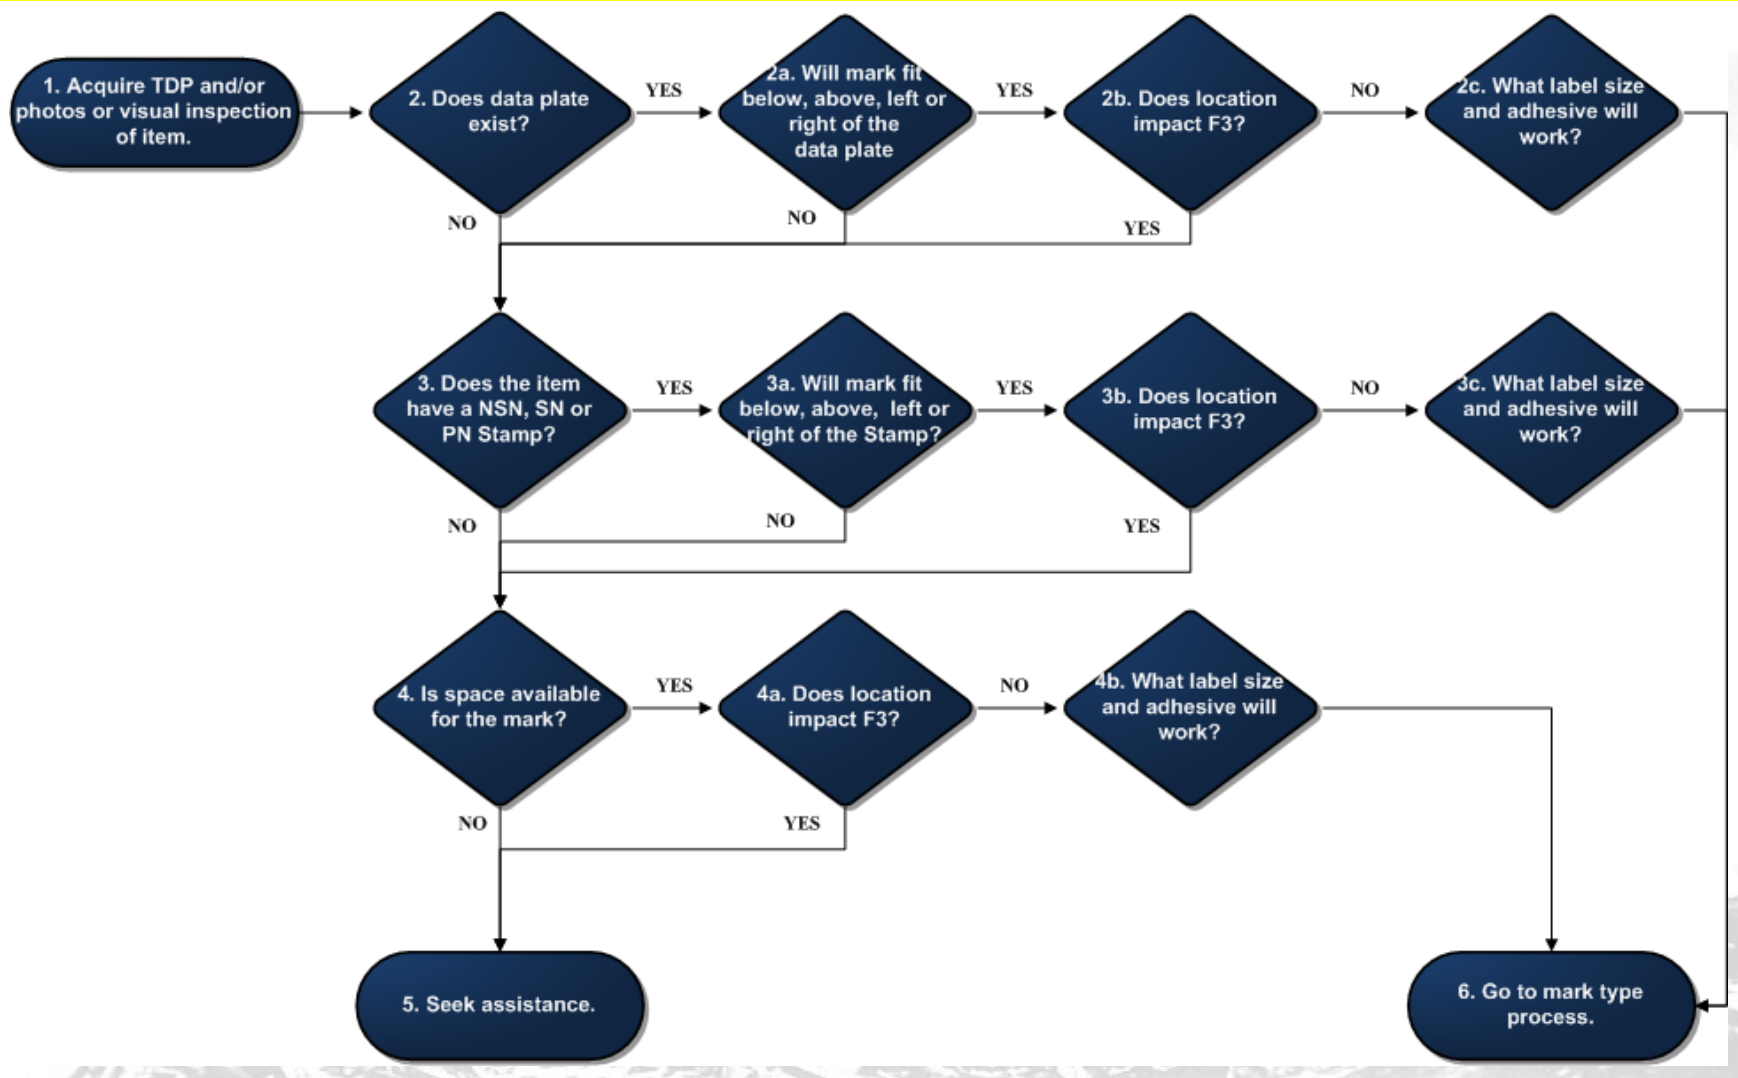 1. Acquire TDP and/or
photos or visual inspection
of item.
2. Does data plate
exist?
YES
2a. Will mark fit
below, above, left or
right of the
data plate
YES
2b. Does location
impact F3?
NO
2c. What label size
and adhesive will
work?
NO
NO
YES
3. Does the item
have a NSN, SN or
PN Stamp?
YES
3a. Will mark fit
below, above, left or
right of the Stamp?
YES
3b. Does location
impact F3?
NO
3c. What label size
and adhesive will
work?
NO
NO
YES
4. Is space available
for the mark?
YES
4a. Does location
impact F3?
NO
4b. What label size
and adhesive will
work?
NO
YES
5. Seek assistance.
6. Go to mark type
process.